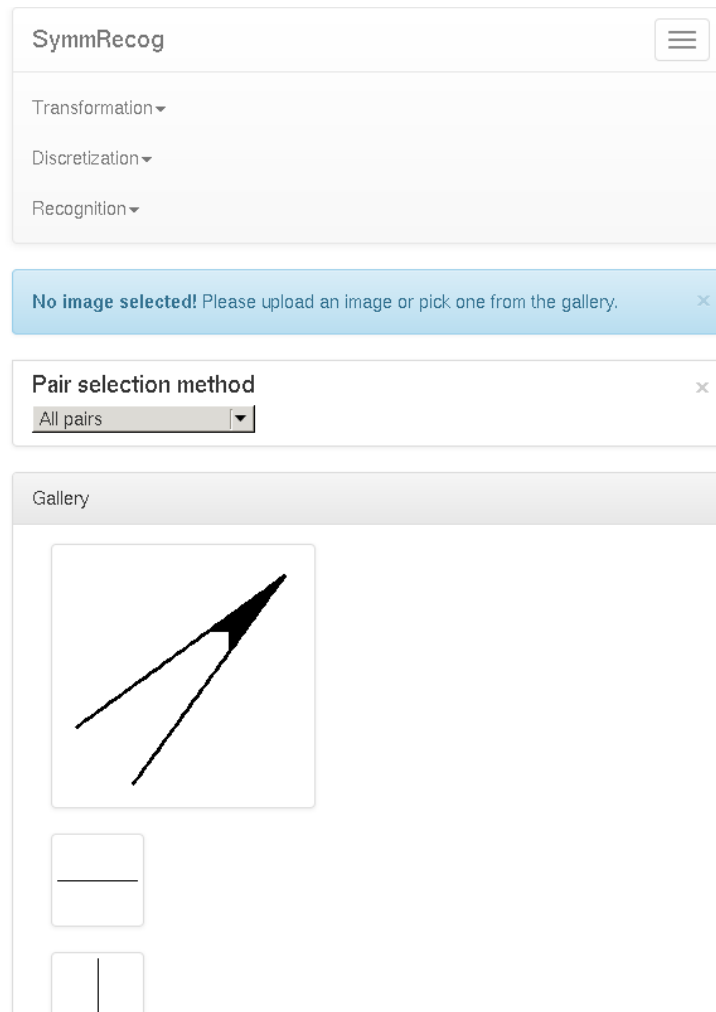 SymmRecog
Transformation
Discretization
Recognition
No image selected! Please upload an image or pick one from the gallery.
×
Pair selection method
×
All pairs
Gallery